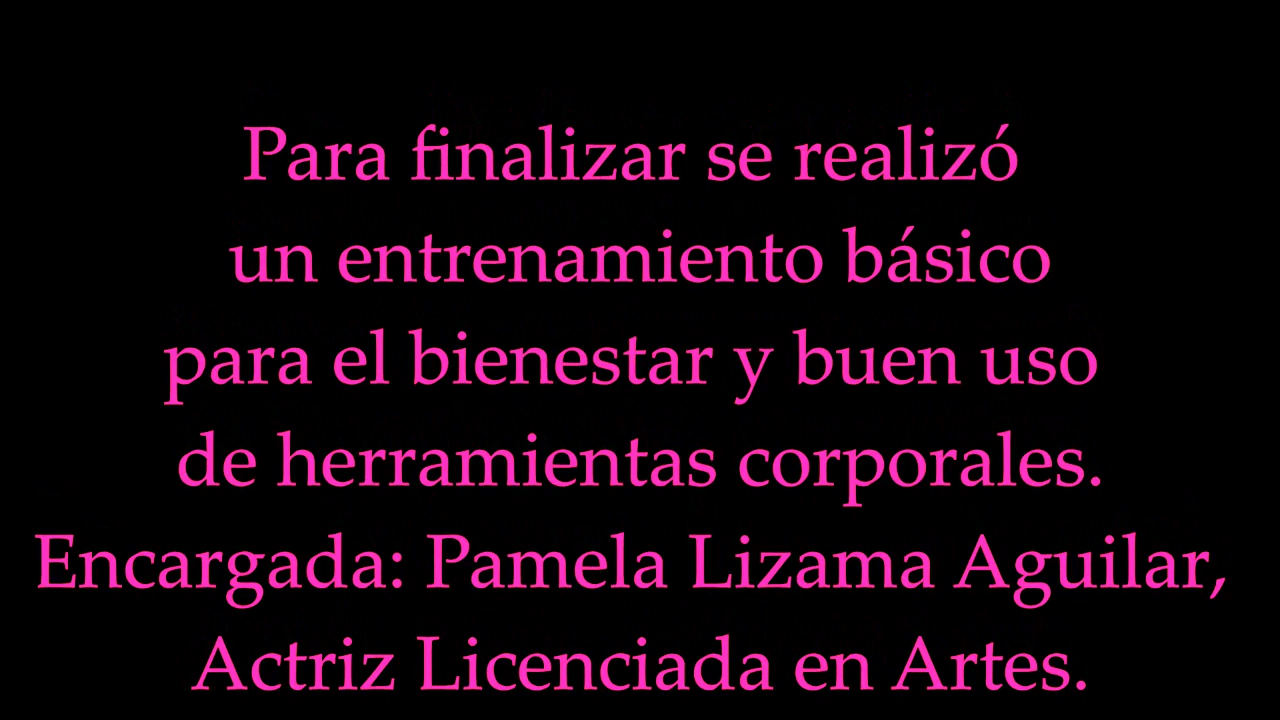 Para finalizar se realizó
un entrenamiento básico
para el bienestar y buen uso
de herramientas corporales.
Encargada: Pamela Lizama Aguilar,
Actriz Licenciada en Artes.